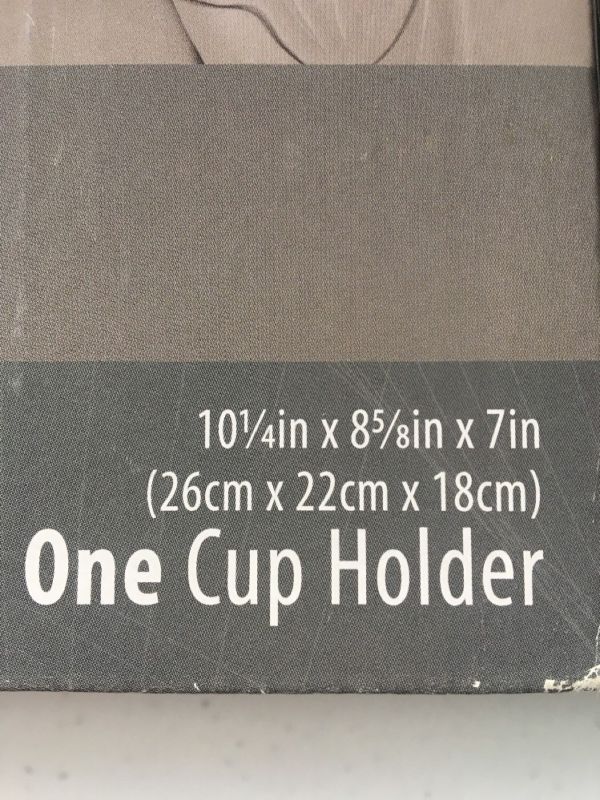 10¼in x 8⅝in x 7in
(26cm x 22cm x 18cm)
One Cup Holder